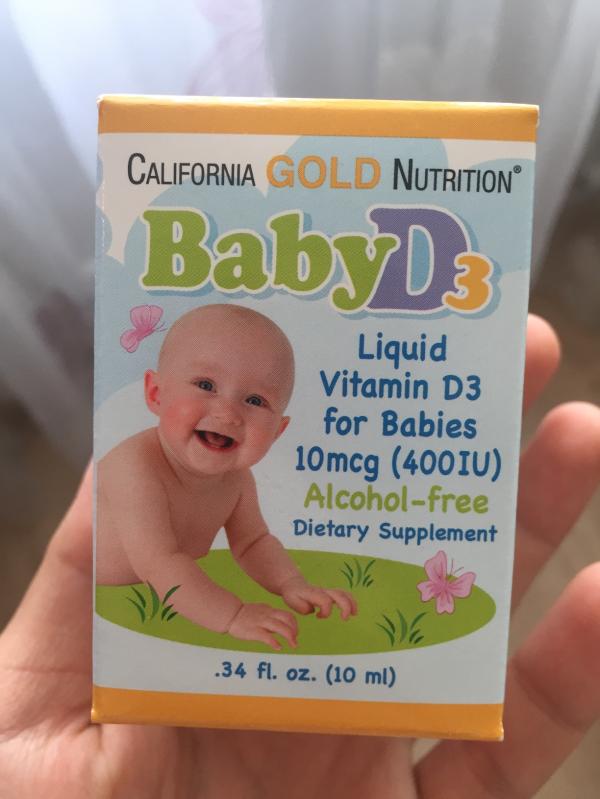 CALIFORNIA GOLD NUTRITION®
BabyD3
Liquid
Vitamin D3
for Babies
10mcg (400IU)
Alcohol-free
Dietary Supplement
.34 fl. oz. (10 ml)